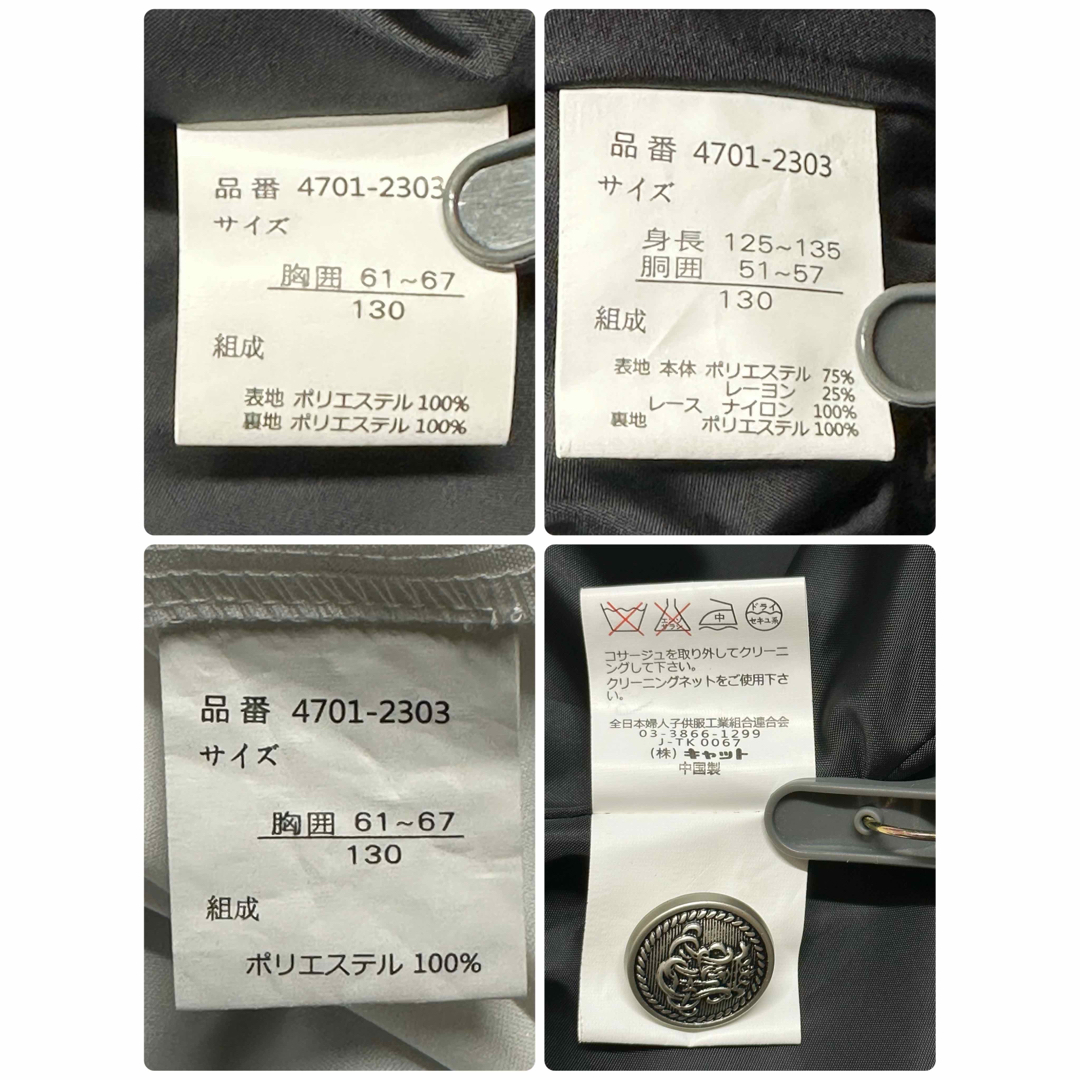 品番 4701-2303
サイズ
胸囲 61~67
130
組成
表地 ポリエステル 100%
裏地 ポリエステル 100%
品番 4701-2303
サイズ
身長 125~135
胴囲 51~57
130
組成
表地 本体 ポリエステル 75%
レーヨン 25%
レース ナイロン 100%
裏地 ポリエステル 100%
品番 4701-2303
サイズ
胸囲 61~67
130
組成
ポリエステル 100%
エンソ サラシ 中 ドライ
セキユ系
コサージュを取り外してクリーニ
ングして下さい。
クリーニングネットをご使用下さ
い。
全日本婦人子供服工業組合連合会
03-3866-1299
J-TK0067
(株) キャット
中国製